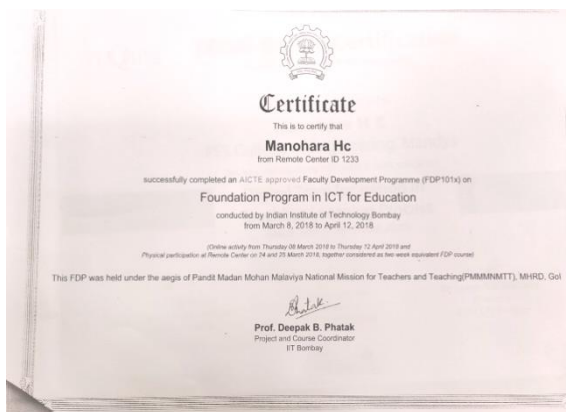 Certificate
This is to certify that
Manohara Hc
from Remote Center ID 1233
successfully completed an AICTE approved Faculty Development Programme (FDP101x) on
Foundation Program in ICT for Education
conducted by Indian Institute of Technology Bombay
from March 8, 2018 to April 12, 2018
(Online activity from Thursday 08 March 2018 to Thursday 12 April 2018 and
Physical participation at Remote Center on 24 and 25 March 2018, together considered as two week equivalent FDP course)
This FDP was held under the aegis of Pandit Madan Mohan Malaviya National Mission for Teachers and Teaching(PMMMNMTT), MHRD, GoI
Phatak.
Prof. Deepak B. Phatak
Project and Course Coordinator
IIT Bombay